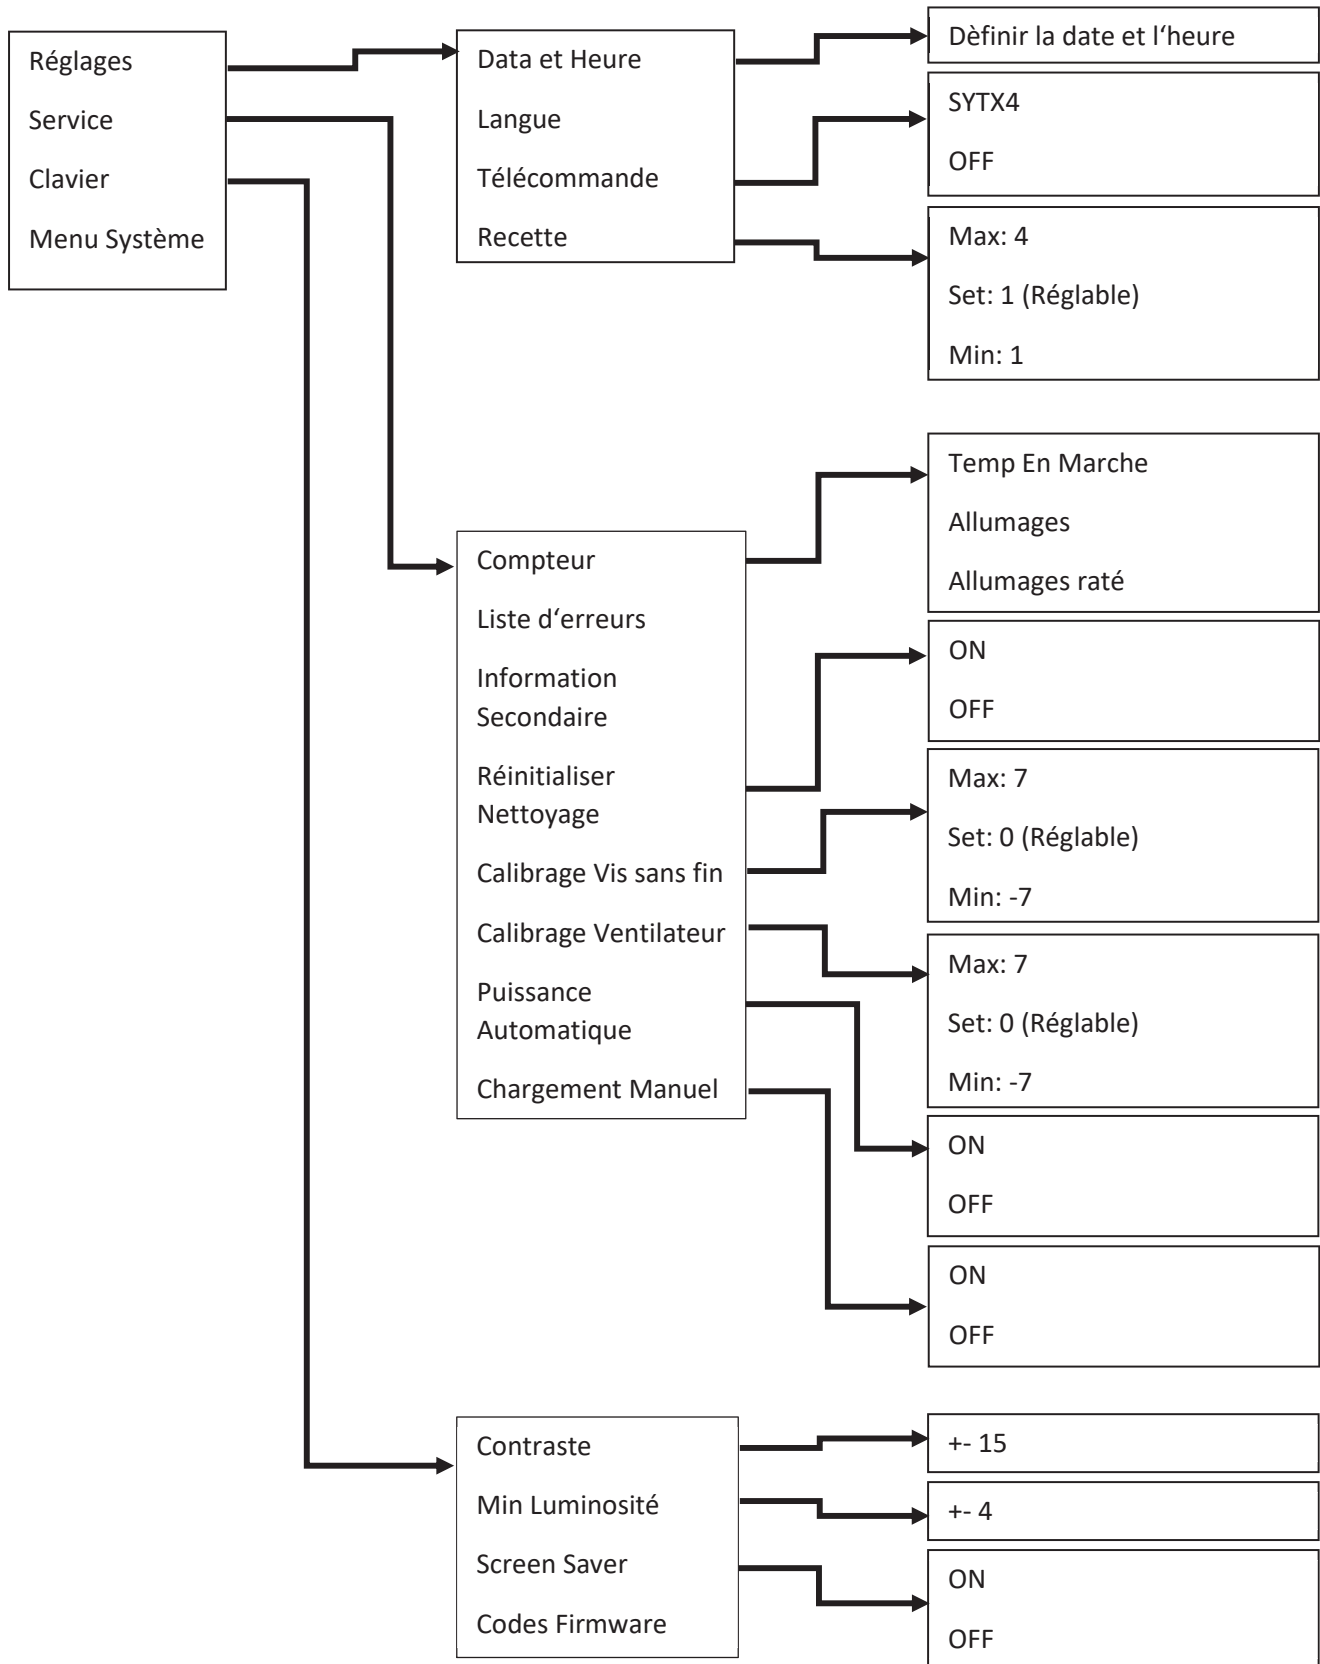 Réglages
Service
Clavier
Menu Système
Data et Heure
Langue
Télécommande
Recette
Dèfinir la date et l‘heure
SYTX4
OFF
Max: 4
Set: 1 (Réglable)
Min: 1
Compteur
Liste d‘erreurs
Information
Secondaire
Réinitialiser
Nettoyage
Calibrage Vis sans fin
Calibrage Ventilateur
Puissance
Automatique
Chargement Manuel
Temp En Marche
Allumages
Allumages raté
ON
OFF
Max: 7
Set: 0 (Réglable)
Min: -7
Max: 7
Set: 0 (Réglable)
Min: -7
ON
OFF
ON
OFF
Contraste
Min Luminosité
Screen Saver
Codes Firmware
+- 15
+- 4
ON
OFF